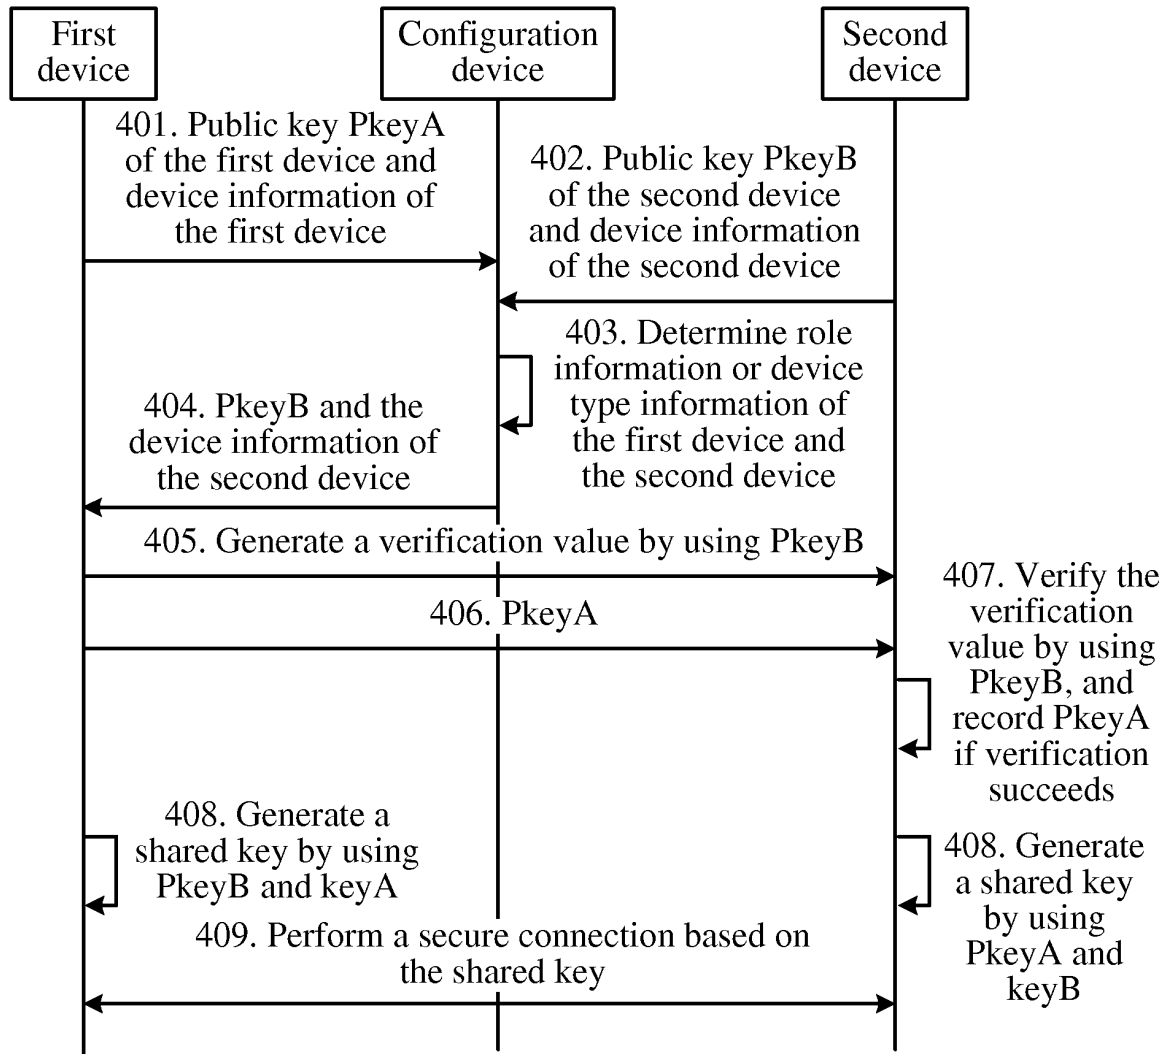 First
device
Configuration
device
Second
device
401. Public key PkeyA
of the first device and
device information of
the first device
402. Public key PkeyB
of the second device
and device information
of the second device
403. Determine role
information or device
type information of
the first device and
the second device
404. PkeyB and the
device information of
the second device
405. Generate a verification value by using PkeyB
406. PkeyA
407. Verify the
verification
value by using
PkeyB, and
record PkeyA
if verification
succeeds
408. Generate a
shared key by using
PkeyB and keyA
408. Generate
a shared key
by using
PkeyA and
keyB
409. Perform a secure connection based on
the shared key